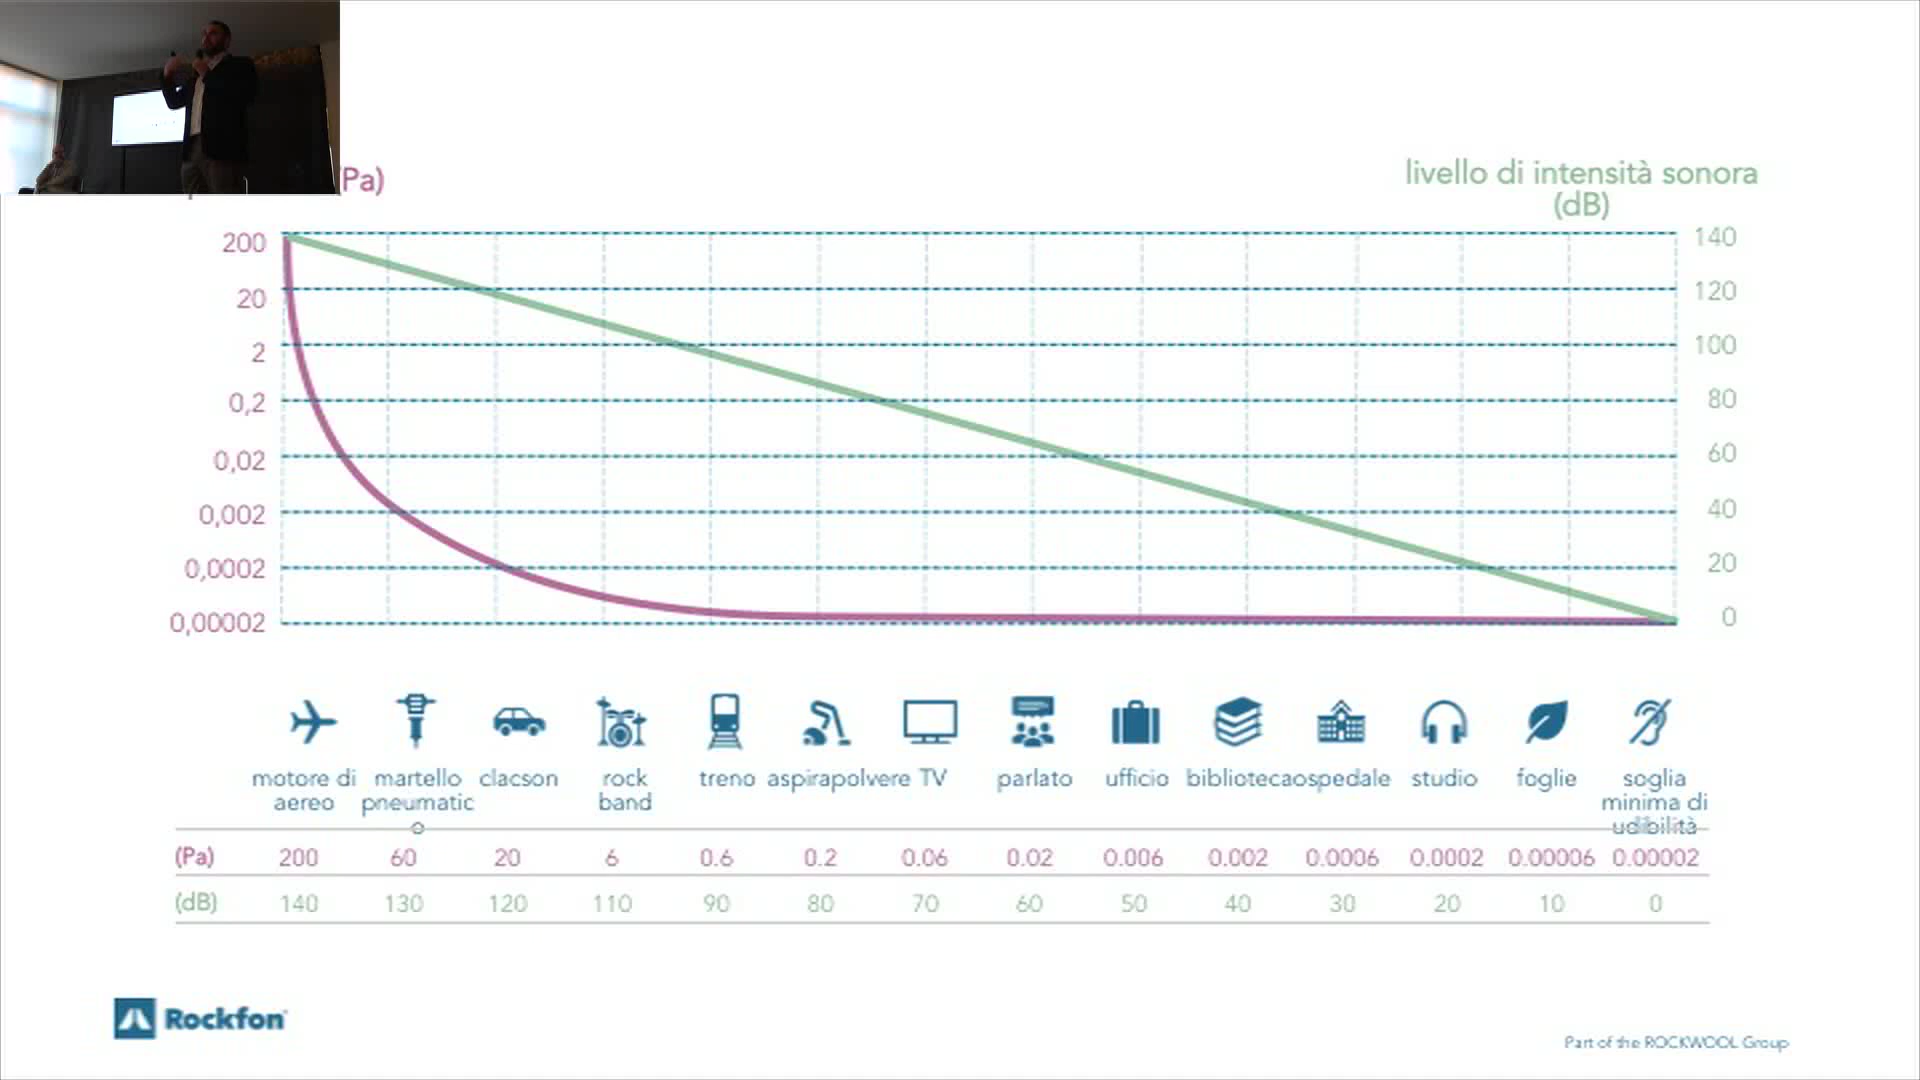 (Pa)
livello di intensità sonora
(dB)
200
20
2
0,2
0,02
0,002
0,0002
0,00002
140
120
100
80
60
40
20
0
motore di
aereo
martello
pneumatic
o
clacson
rock
band
treno
aspirapolvere
TV
parlato
ufficio
biblioteca
ospedale
studio
foglie
soglia
minima di
udibilità
(Pa) 200 60 20 6 0.6 0.2 0.06 0.02 0.006 0.002 0.0006 0.0002 0.00006 0.00002
(dB) 140 130 120 110 90 80 70 60 50 40 30 20 10 0
Rockfon
Part of the ROCKWOOL Group